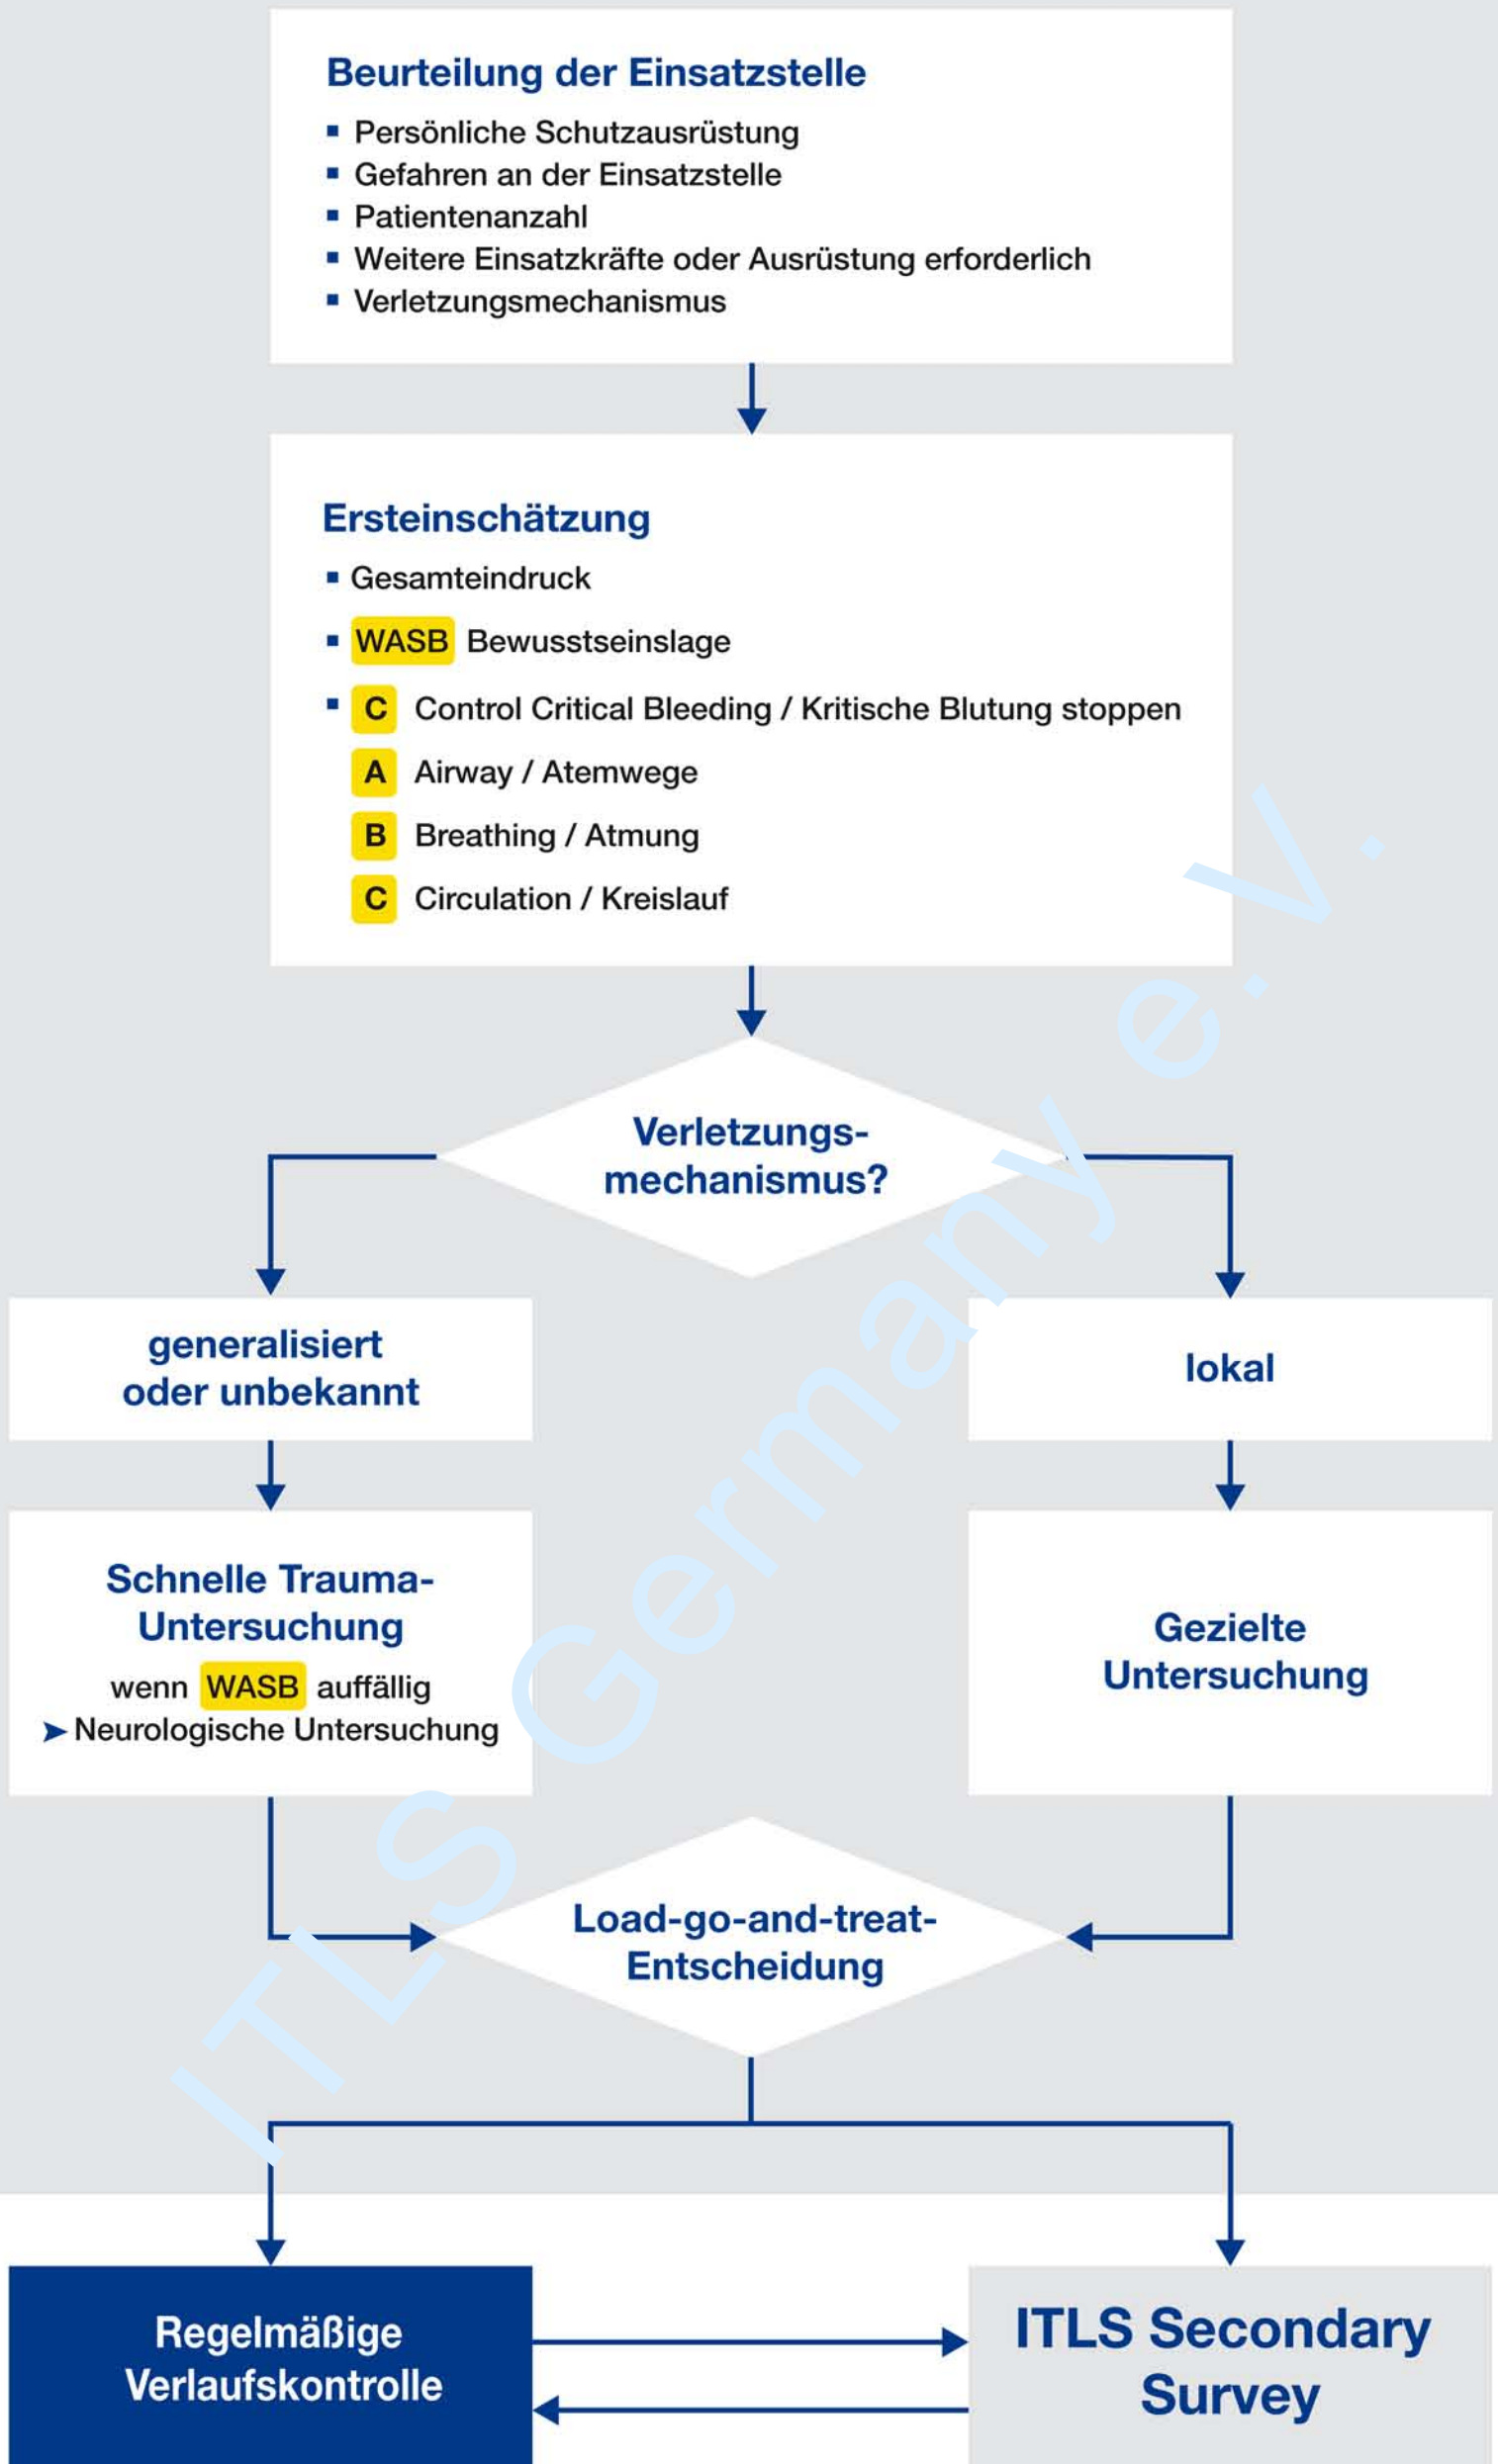 Beurteilung der Einsatzstelle
▪ Persönliche Schutzausrüstung
▪ Gefahren an der Einsatzstelle
▪ Patientenanzahl
▪ Weitere Einsatzkräfte oder Ausrüstung erforderlich
▪ Verletzungsmechanismus
Ersteinschätzung
▪ Gesamteindruck
▪ WASB Bewusstseinslage
▪ C Control Critical Bleeding / Kritische Blutung stoppen
A Airway / Atemwege
B Breathing / Atmung
C Circulation / Kreislauf
Verletzungs-
mechanismus?
generalisiert
oder unbekannt
lokal
Schnelle Trauma-
Untersuchung
wenn WASB auffällig
➤ Neurologische Untersuchung
Gezielte
Untersuchung
Load-go-and-treat-
Entscheidung
Regelmäßige
Verlaufskontrolle
ITLS Secondary
Survey
ITLS Germany e.V.